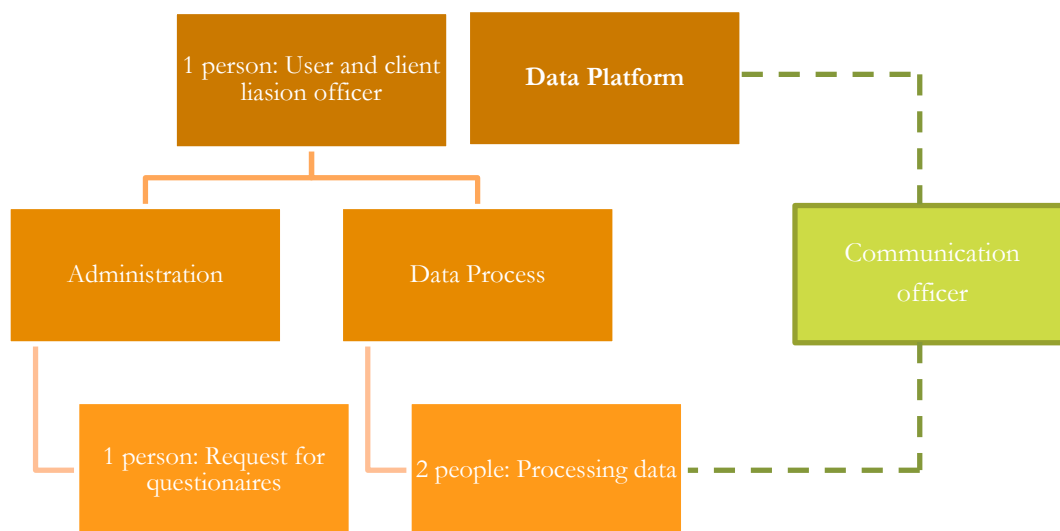 1 person: User and client
liasion officer
Data Platform
Administration
Data Process
Communication
officer
1 person: Request for
questionaires
2 people: Processing data